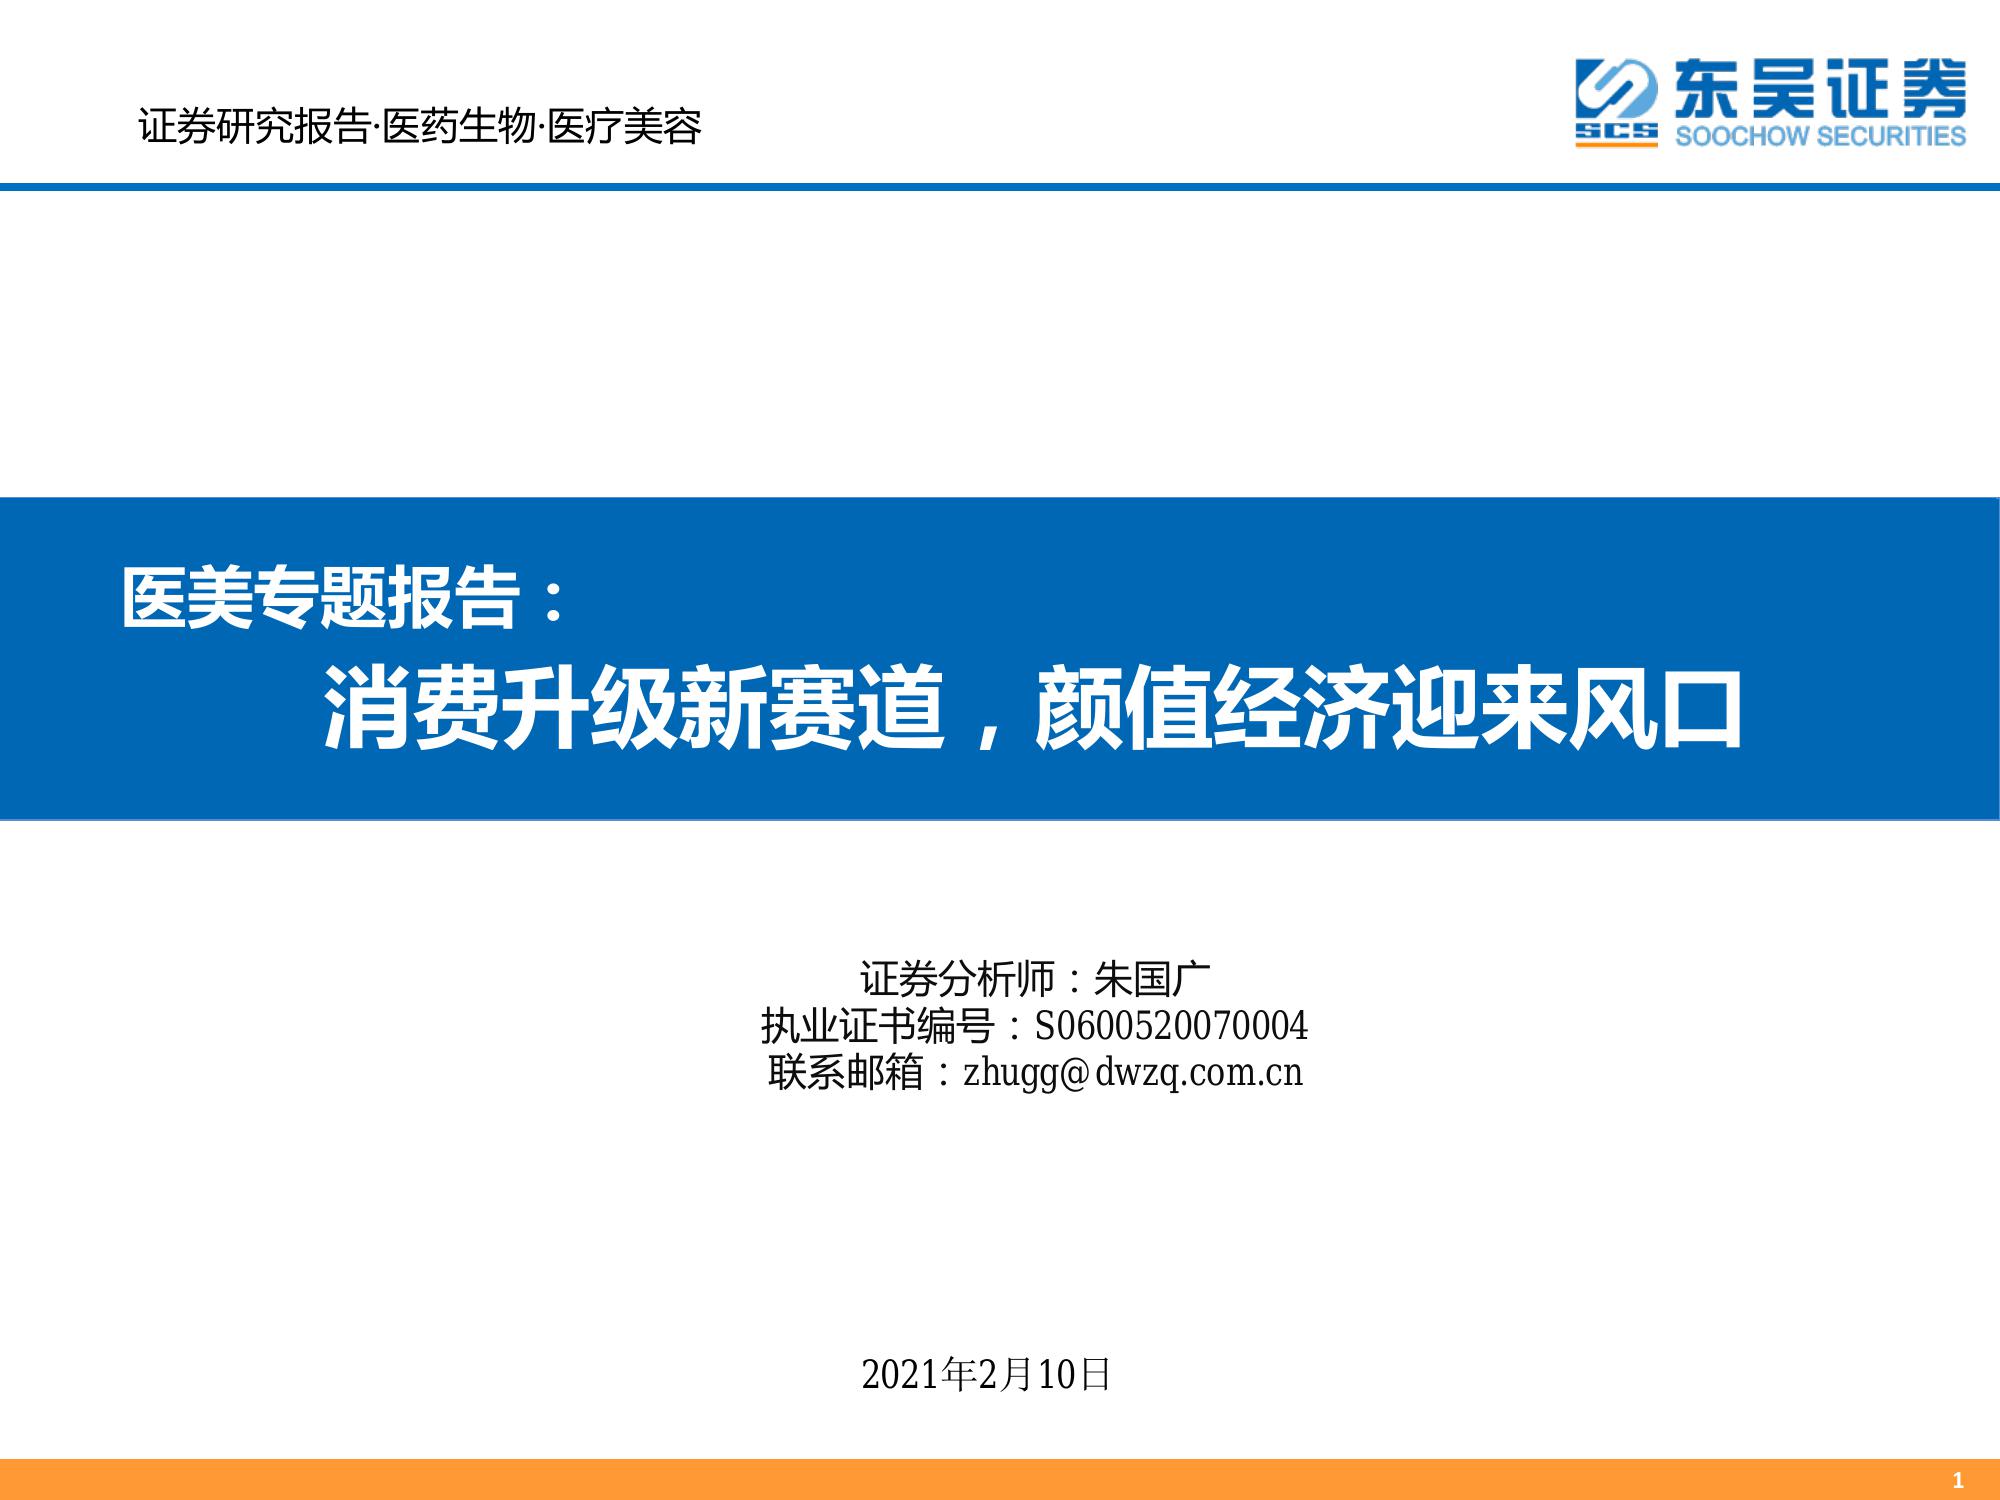 证券研究报告·医药生物·医疗美容
SCS
东吴证券
SOOCHOW SECURITIES
医美专题报告：
消费升级新赛道，颜值经济迎来风口
证券分析师：朱国广
执业证书编号：S0600520070004
联系邮箱：zhugg@dwzq.com.cn
2021年2月10日
1